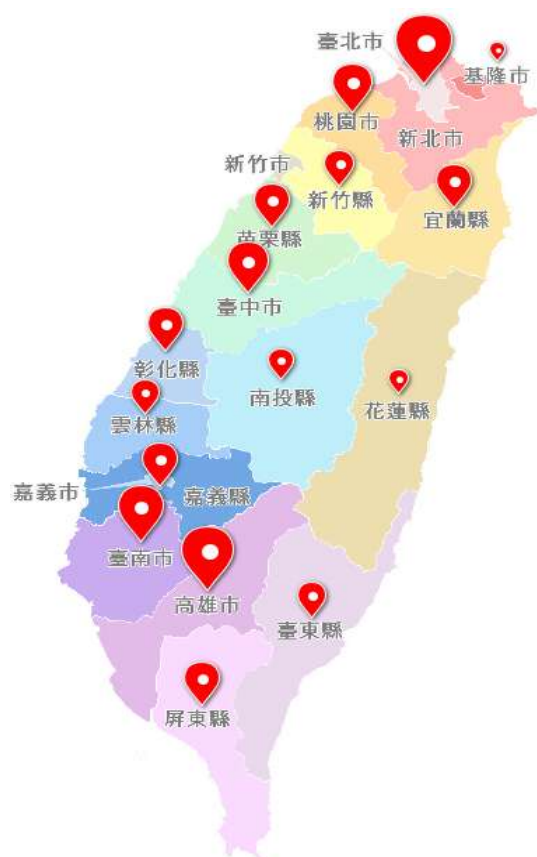 臺北市
基隆市
桃園市
新北市
新竹市
新竹縣
宜蘭縣
苗栗縣
臺中市
彰化縣
南投縣
花蓮縣
雲林縣
嘉義市
嘉義縣
臺南市
高雄市
臺東縣
屏東縣